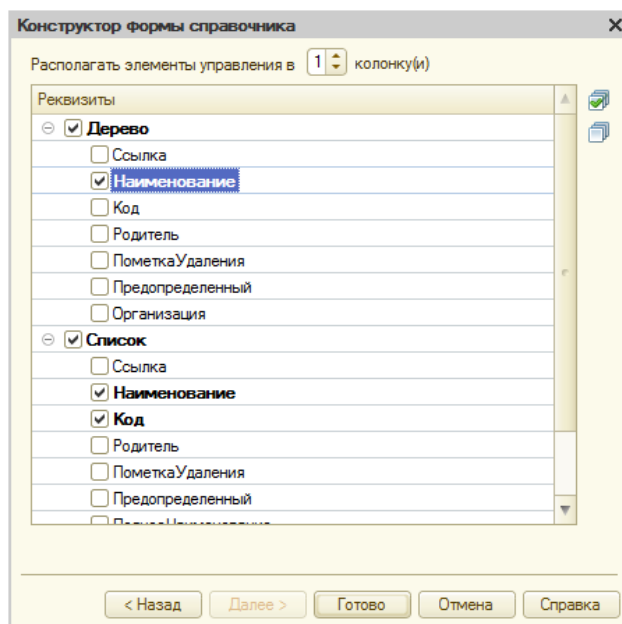 Конструктор формы справочника
Располагать элементы управления в 1 колонку(и)
Реквизиты
Дерево
Ссылка
Наименование
Код
Родитель
ПометкаУдаления
Предопределенный
Организация
Список
Ссылка
Наименование
Код
Родитель
ПометкаУдаления
Предопределенный
< Назад Далее > Готово Отмена Справка